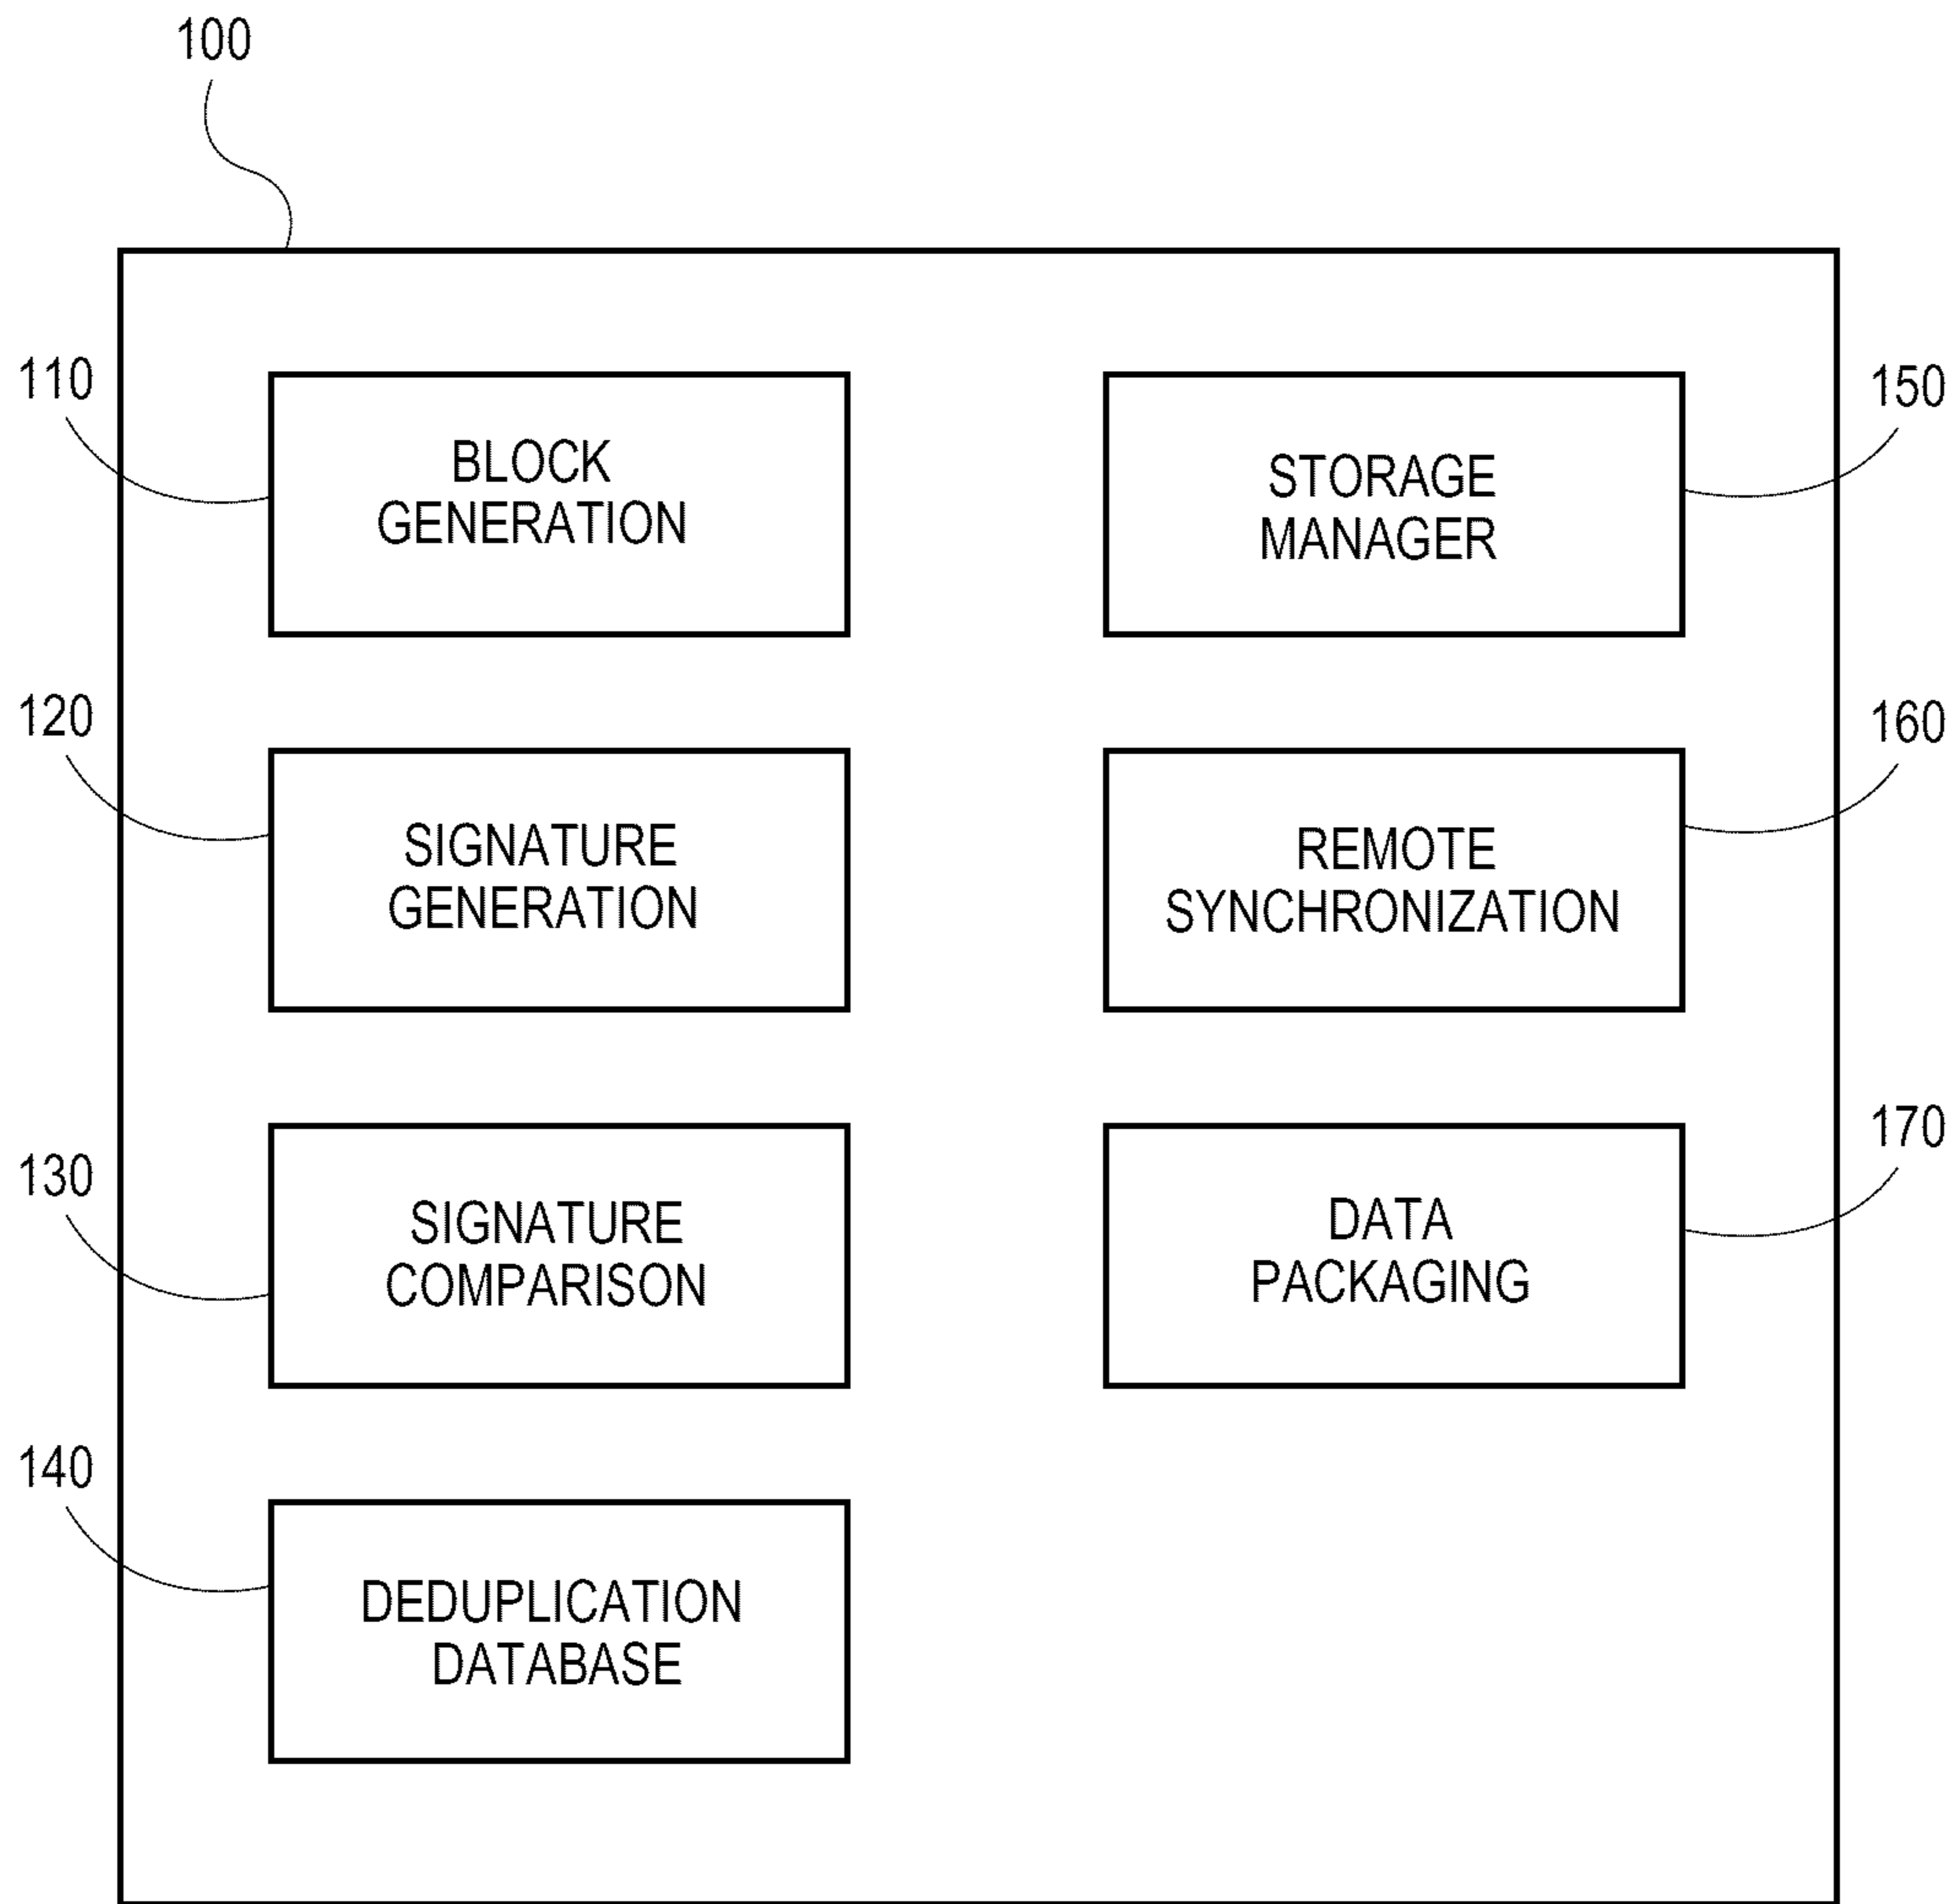 100
110
BLOCK
GENERATION
150
STORAGE
MANAGER
120
SIGNATURE
GENERATION
160
REMOTE
SYNCHRONIZATION
130
SIGNATURE
COMPARISON
170
DATA
PACKAGING
140
DEDUPLICATION
DATABASE